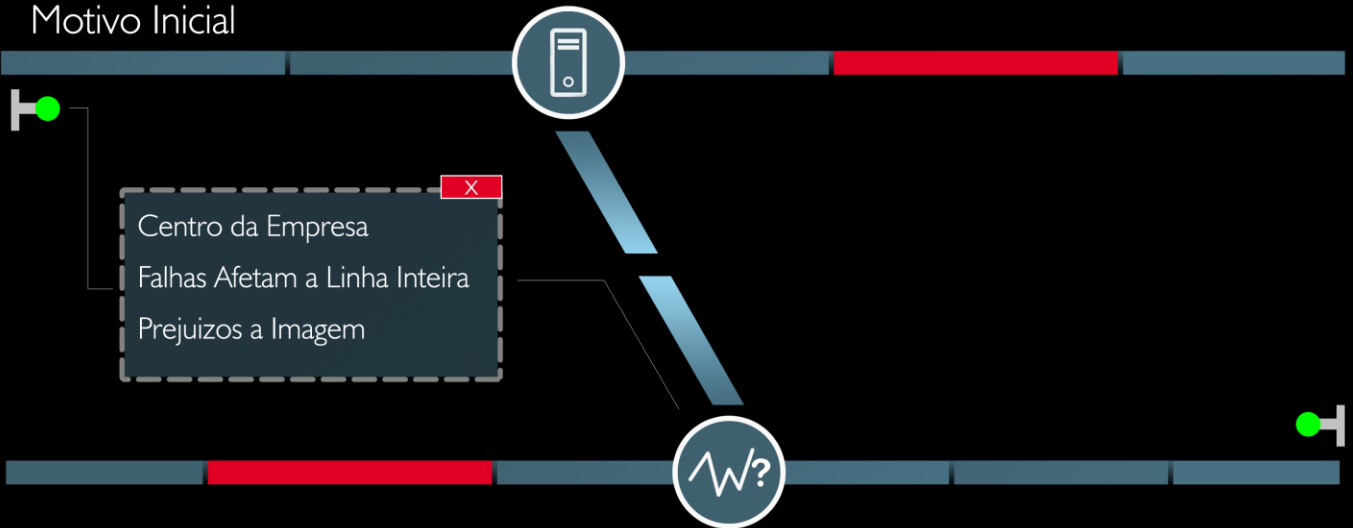 Motivo Inicial
X
Centro da Empresa
Falhas Afetam a Linha Inteira
Prejuizos a Imagem
?